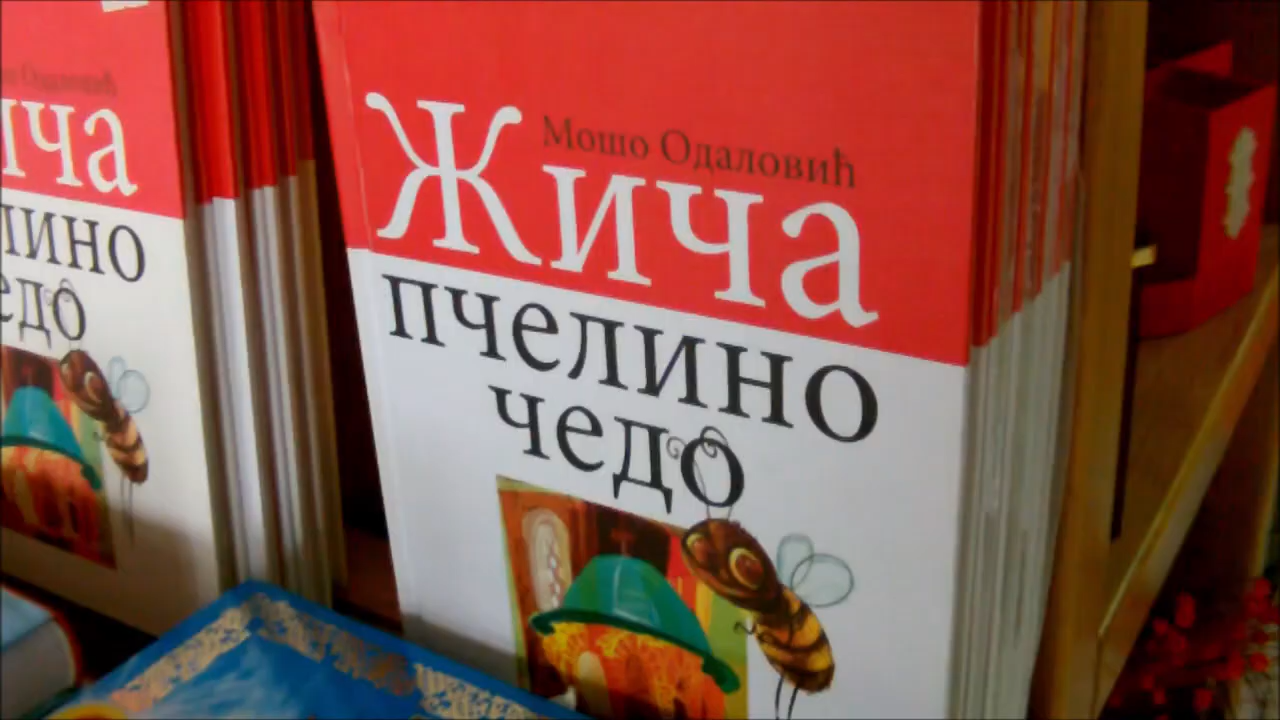 Мошо Одаловић
Жича
пчелино
чедо